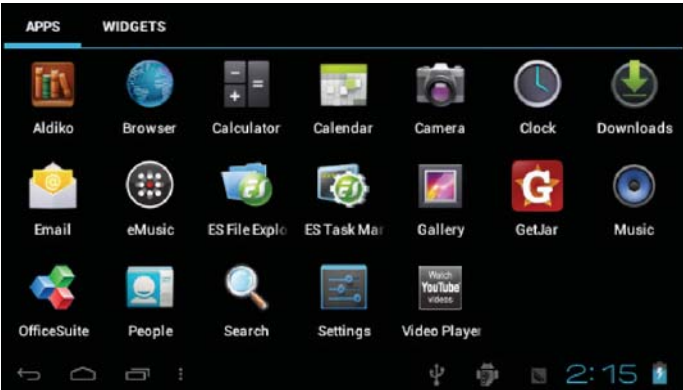 APPS WIDGETS
Aldiko Browser Calculator Calendar Camera Clock Downloads
@
G
Email eMusic ES File Explo ES Task Mar Gallery GetJar Music
Watch
YouTube
videos
OfficeSuite People Search Settings Video Player
2:15